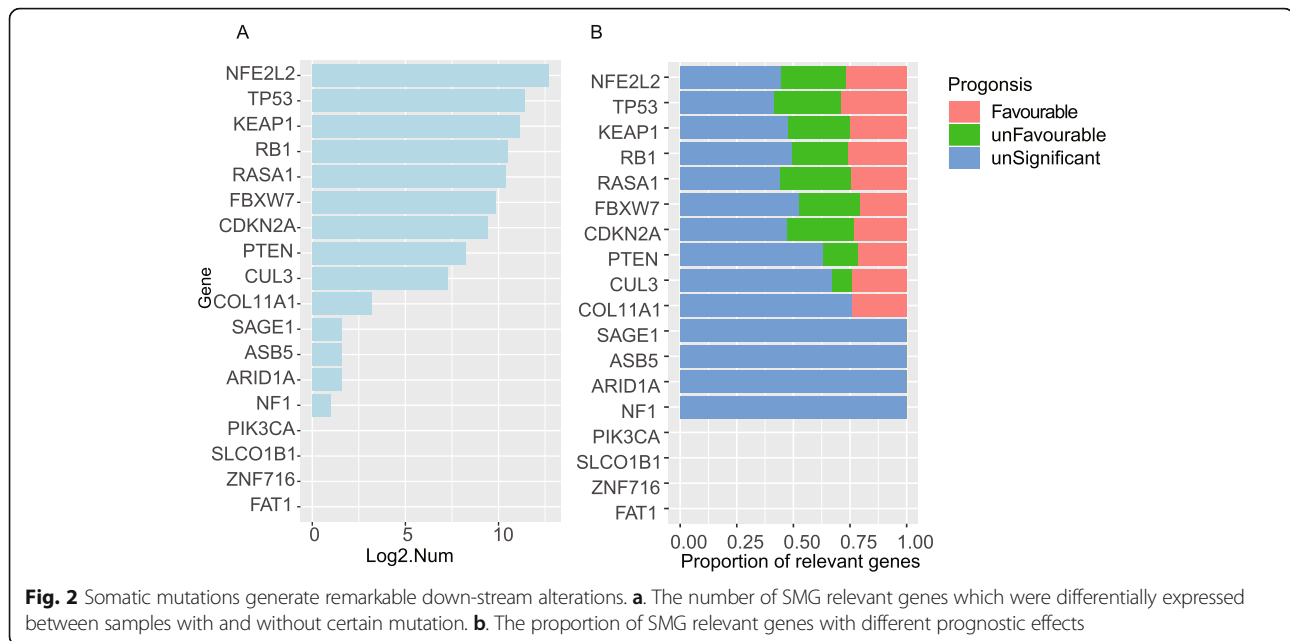 A
B
Gene
NFE2L2
TP53
KEAP1
RB1
RASA1
FBXW7
CDKN2A
PTEN
CUL3
COL11A1
SAGE1
ASB5
ARID1A
NF1
PIK3CA
SLCO1B1
ZNF716
FAT1
0 5 10
Log2.Num
NFE2L2
TP53
KEAP1
RB1
RASA1
FBXW7
CDKN2A
PTEN
CUL3
COL11A1
SAGE1
ASB5
ARID1A
NF1
PIK3CA
SLCO1B1
ZNF716
FAT1
0.00 0.25 0.50 0.75 1.00
Proportion of relevant genes
Progonsis
Favourable
unFavourable
unSignificant
Fig. 2 Somatic mutations generate remarkable down-stream alterations. a. The number of SMG relevant genes which were differentially expressed
between samples with and without certain mutation. b. The proportion of SMG relevant genes with different prognostic effects